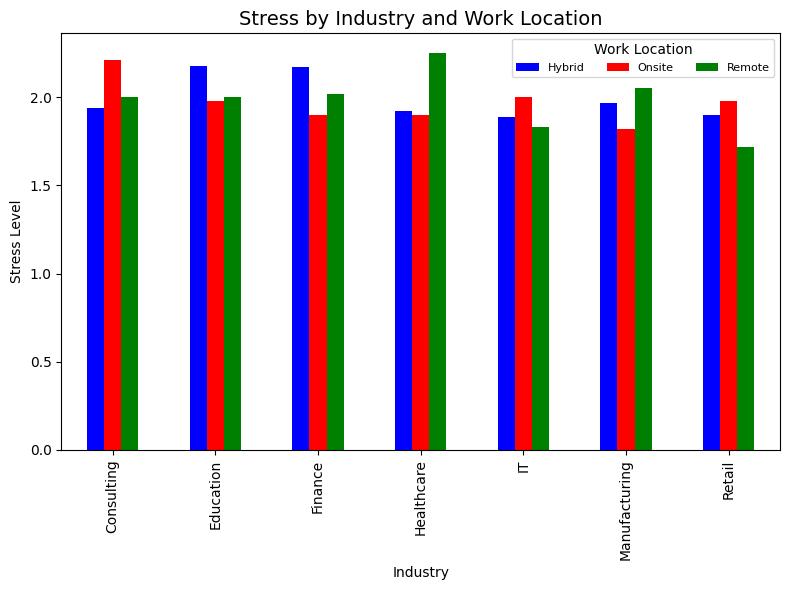 Stress by Industry and Work Location
Work Location
Hybrid Onsite Remote
Stress Level
2.0
1.5
1.0
0.5
0.0
Consulting
Education
Finance
Healthcare
IT
Manufacturing
Retail
Industry